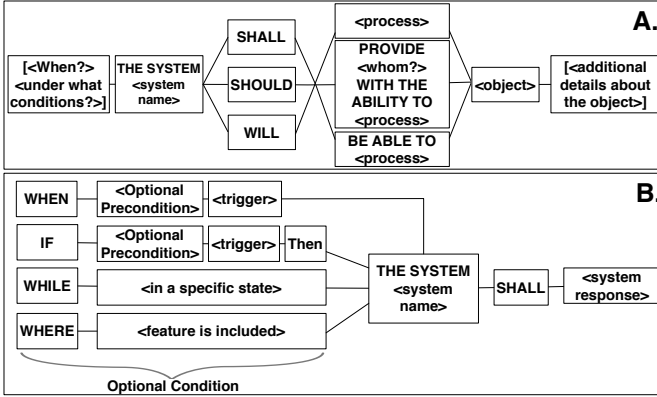 A.
[<When?>
<under what
conditions?>]
THE SYSTEM
<system
name>
SHALL
SHOULD
WILL
<process>
PROVIDE
<whom?>
WITH THE
ABILITY TO
<process>
BE ABLE TO
<process>
<object>
[<additional
details about
the object>]
B.
WHEN
<Optional
Precondition>
<trigger>
IF
<Optional
Precondition>
<trigger>
Then
WHILE
<in a specific state>
WHERE
<feature is included>
Optional Condition
THE SYSTEM
<system
name>
SHALL
<system
response>